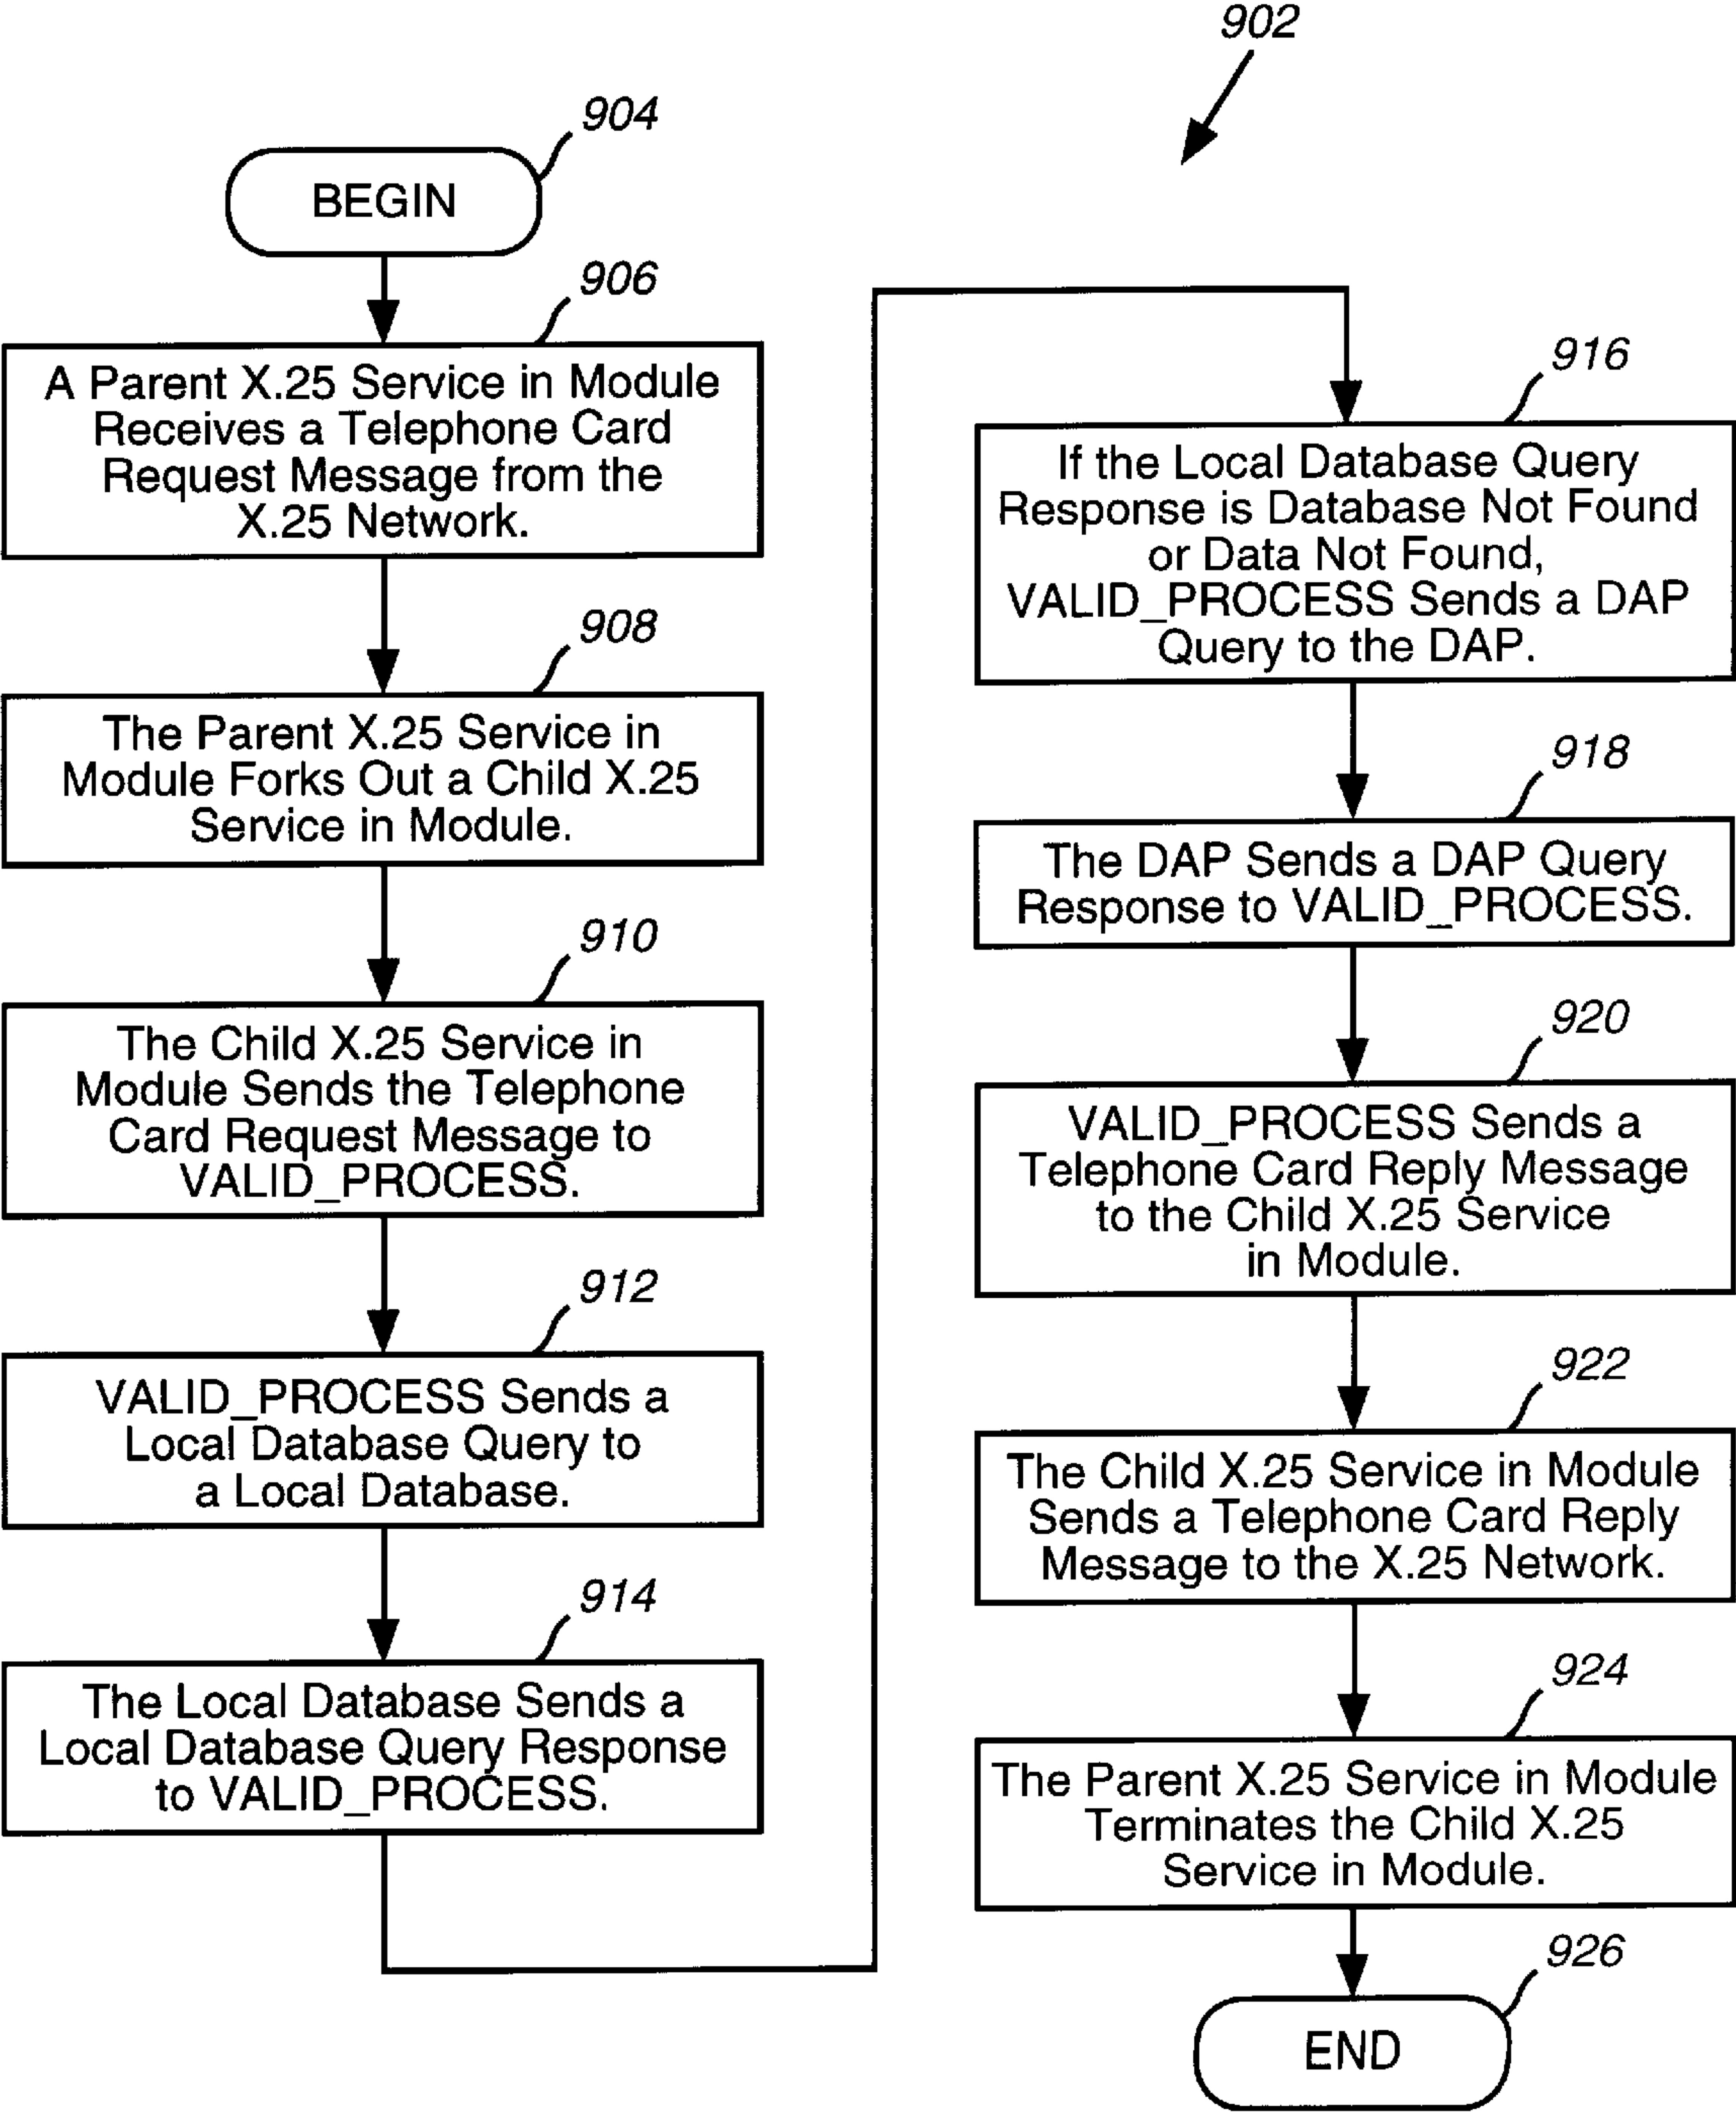 902
904
BEGIN
906
A Parent X.25 Service in Module
Receives a Telephone Card
Request Message from the
X.25 Network.
908
The Parent X.25 Service in
Module Forks Out a Child X.25
Service in Module.
910
The Child X.25 Service in
Module Sends the Telephone
Card Request Message to
VALID_PROCESS.
912
VALID_PROCESS Sends a
Local Database Query to
a Local Database.
914
The Local Database Sends a
Local Database Query Response
to VALID_PROCESS.
916
If the Local Database Query
Response is Database Not Found
or Data Not Found,
VALID_PROCESS Sends a DAP
Query to the DAP.
918
The DAP Sends a DAP Query
Response to VALID_PROCESS.
920
VALID_PROCESS Sends a
Telephone Card Reply Message
to the Child X.25 Service
in Module.
922
The Child X.25 Service in Module
Sends a Telephone Card Reply
Message to the X.25 Network.
924
The Parent X.25 Service in Module
Terminates the Child X.25
Service in Module.
926
END